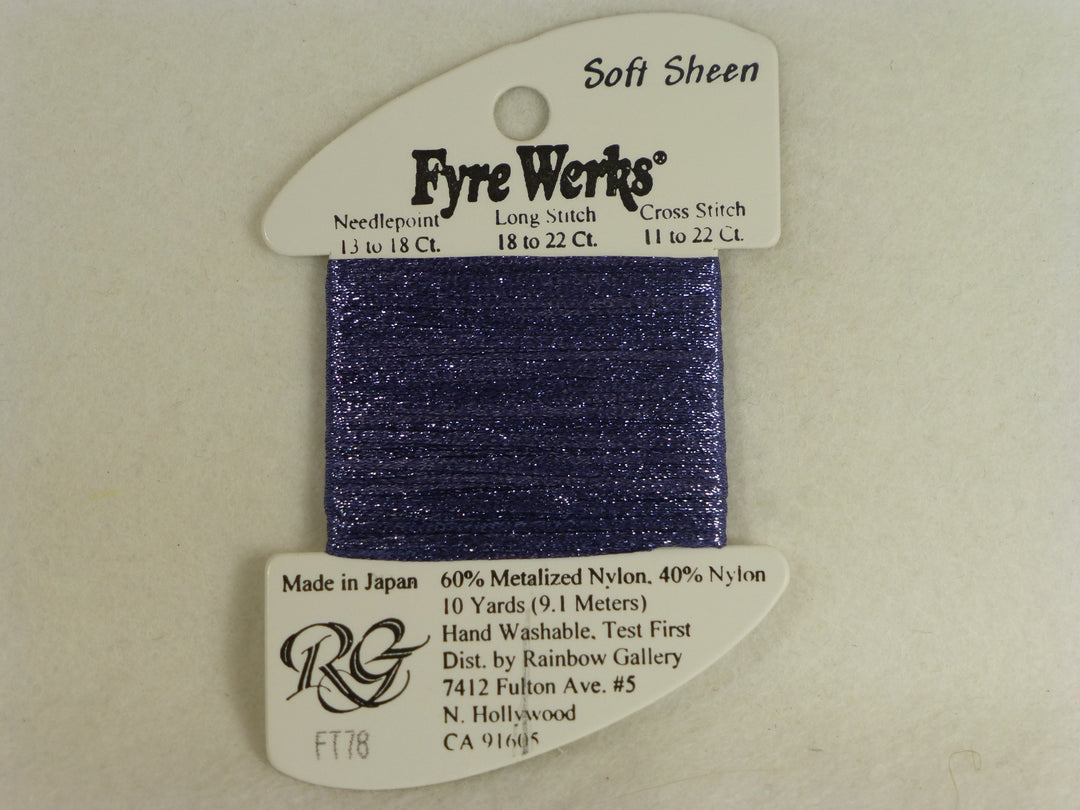 Soft Sheen
Fyre Werks®
Needlepoint Long Stitch Cross Stitch
13 to 18 Ct. 18 to 22 Ct. 11 to 22 Ct.
Made in Japan 60% Metalized Nylon, 40% Nylon
10 Yards (9.1 Meters)
Hand Washable, Test First
Dist. by Rainbow Gallery
7412 Fulton Ave. #5
N. Hollywood
CA 91605
RG
FT78